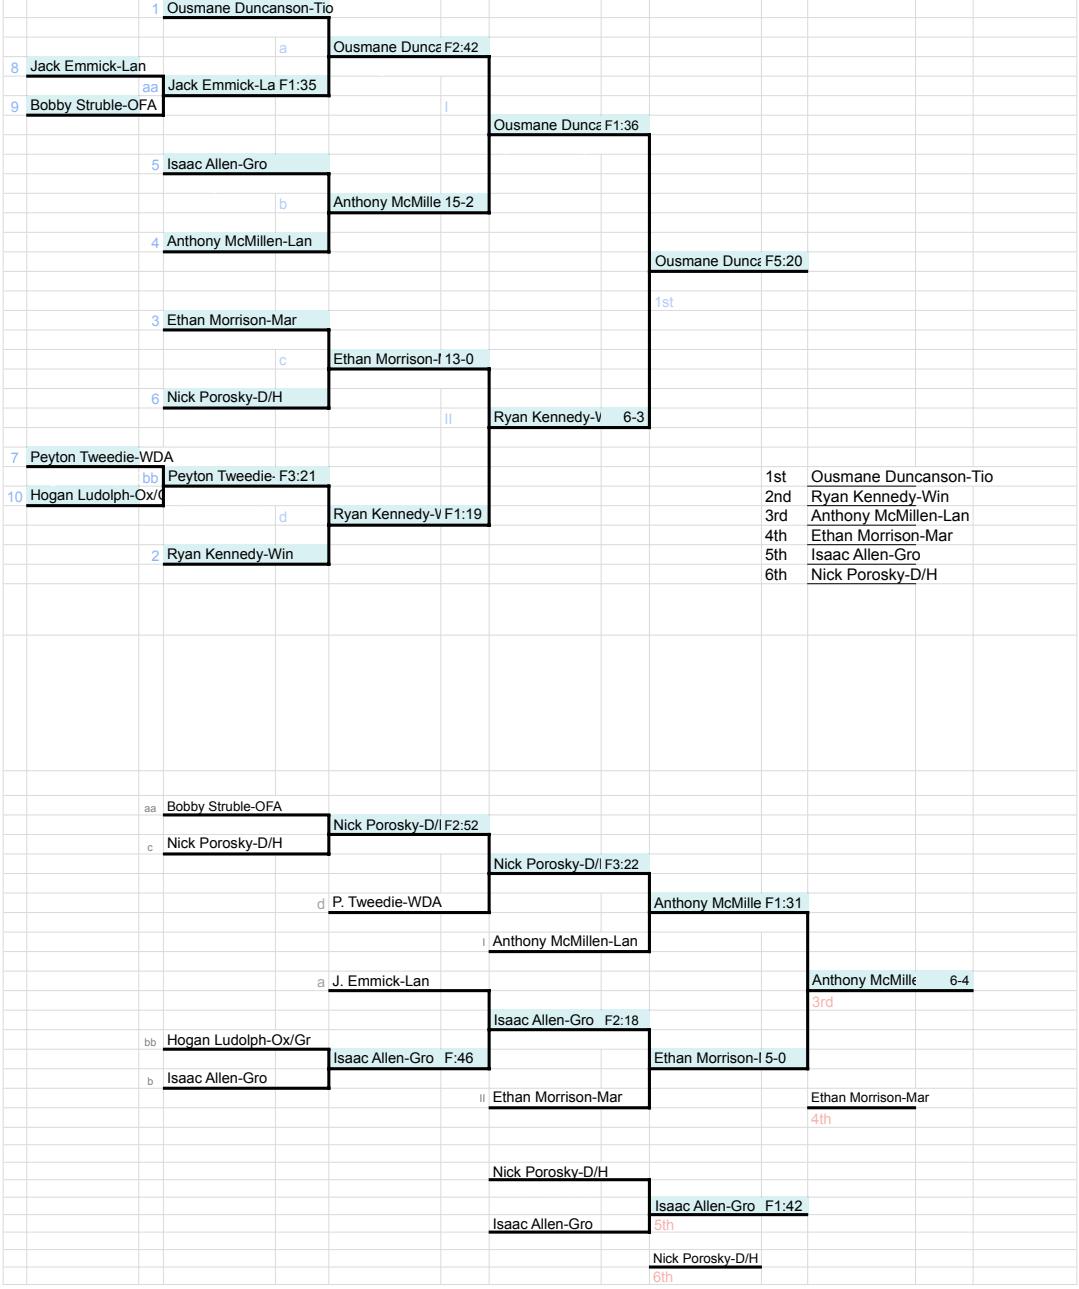 1 Ousmane Duncanson-Tio
a Ousmane Dunca F2:42
8 Jack Emmick-Lan
aa Jack Emmick-La F1:35
9 Bobby Struble-OFA
I
Ousmane Dunca F1:36
5 Isaac Allen-Gro
b Anthony McMille 15-2
4 Anthony McMillen-Lan
Ousmane Dunca F5:20
1st
3 Ethan Morrison-Mar
c Ethan Morrison-M 13-0
6 Nick Porosky-D/H
II Ryan Kennedy-W 6-3
7 Peyton Tweedie-WDA
bb Peyton Tweedie- F3:21
1st Ousmane Duncanson-Tio
10 Hogan Ludolph-Ox/G
2nd Ryan Kennedy-Win
d Ryan Kennedy-W F1:19
3rd Anthony McMillen-Lan
4th Ethan Morrison-Mar
2 Ryan Kennedy-Win
5th Isaac Allen-Gro
6th Nick Porosky-D/H
aa Bobby Struble-OFA
Nick Porosky-D/H F2:52
c Nick Porosky-D/H
Nick Porosky-D/H F3:22
d P. Tweedie-WDA
Anthony McMille F1:31
I Anthony McMillen-Lan
a J. Emmick-Lan
Anthony McMille 6-4
3rd
Isaac Allen-Gro F2:18
bb Hogan Ludolph-Ox/Gr
Isaac Allen-Gro F:46
Ethan Morrison-M 5-0
b Isaac Allen-Gro
II Ethan Morrison-Mar
Ethan Morrison-Mar
4th
Nick Porosky-D/H
Isaac Allen-Gro F1:42
Isaac Allen-Gro
5th
Nick Porosky-D/H
6th